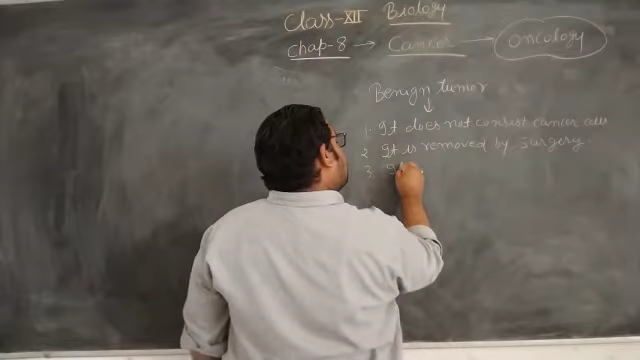 Class-XII Biology
Chap-8 → Cancer → oncology
Benign tumor
1. It does not consist cancer cells
2. It is removed by surgery.
3. It